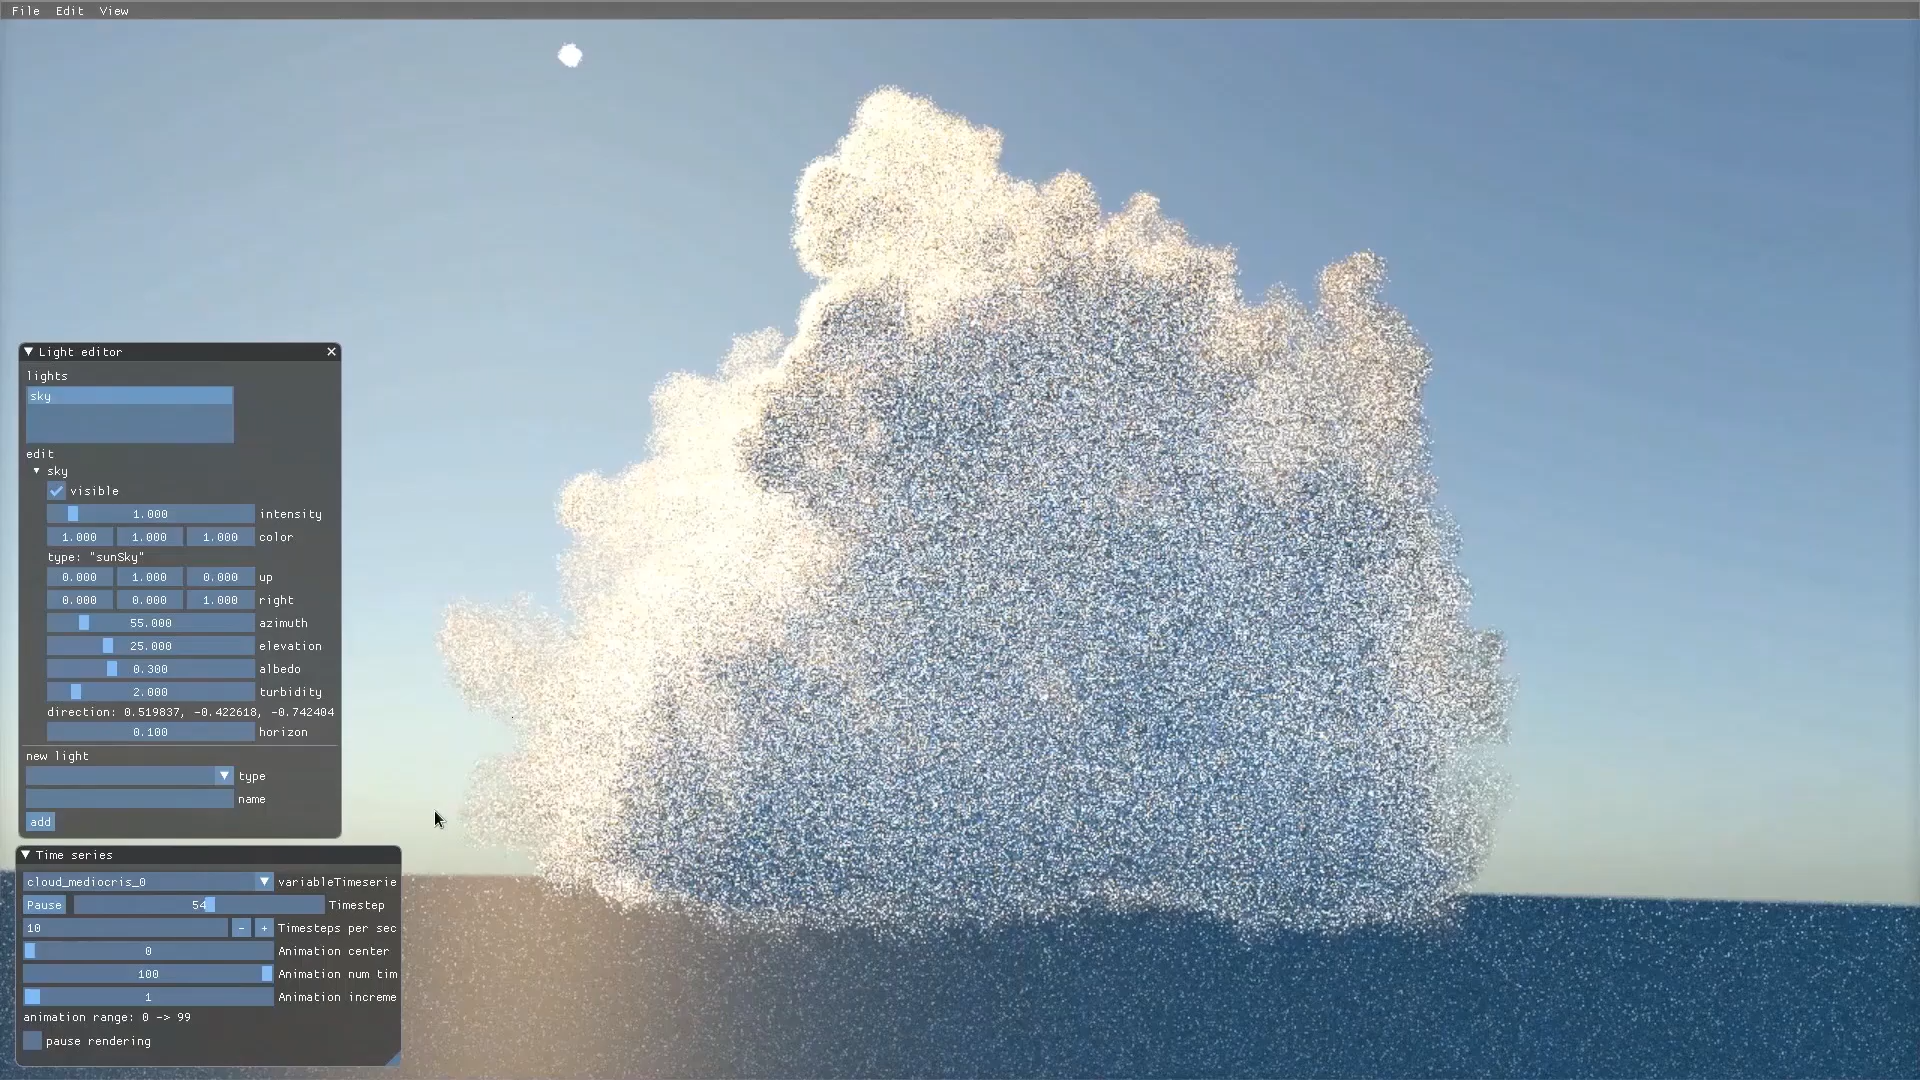 File Edit View
Light editor
lights
sky
edit
sky
visible
1.000 intensity
1.000 1.000 1.000 color
type: "sunSky"
0.000 1.000 0.000 up
0.000 0.000 1.000 right
55.000 azimuth
25.000 elevation
0.300 albedo
2.000 turbidity
direction: 0.519837, -0.422618, -0.742404
0.100 horizon
new light
type
name
add
Time series
cloud_mediocris_0 variableTimeserie
Pause 54 Timestep
10 - + Timesteps per sec
0 Animation center
100 Animation num tim
1 Animation increme
animation range: 0 -> 99
pause rendering